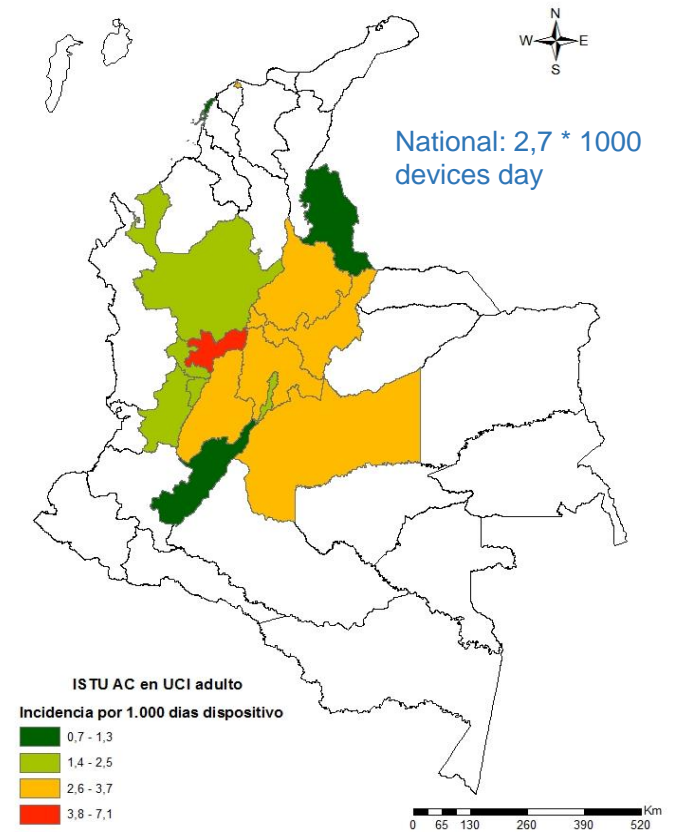 N
W E
S
National: 2,7 * 1000
devices day
ISTU AC en UCI adulto
Incidencia por 1.000 dias dispositivo
0,7 - 1,3
1,4 - 2,5
2,6 - 3,7
3,8 - 7,1
Km
0 65 130 260 390 520